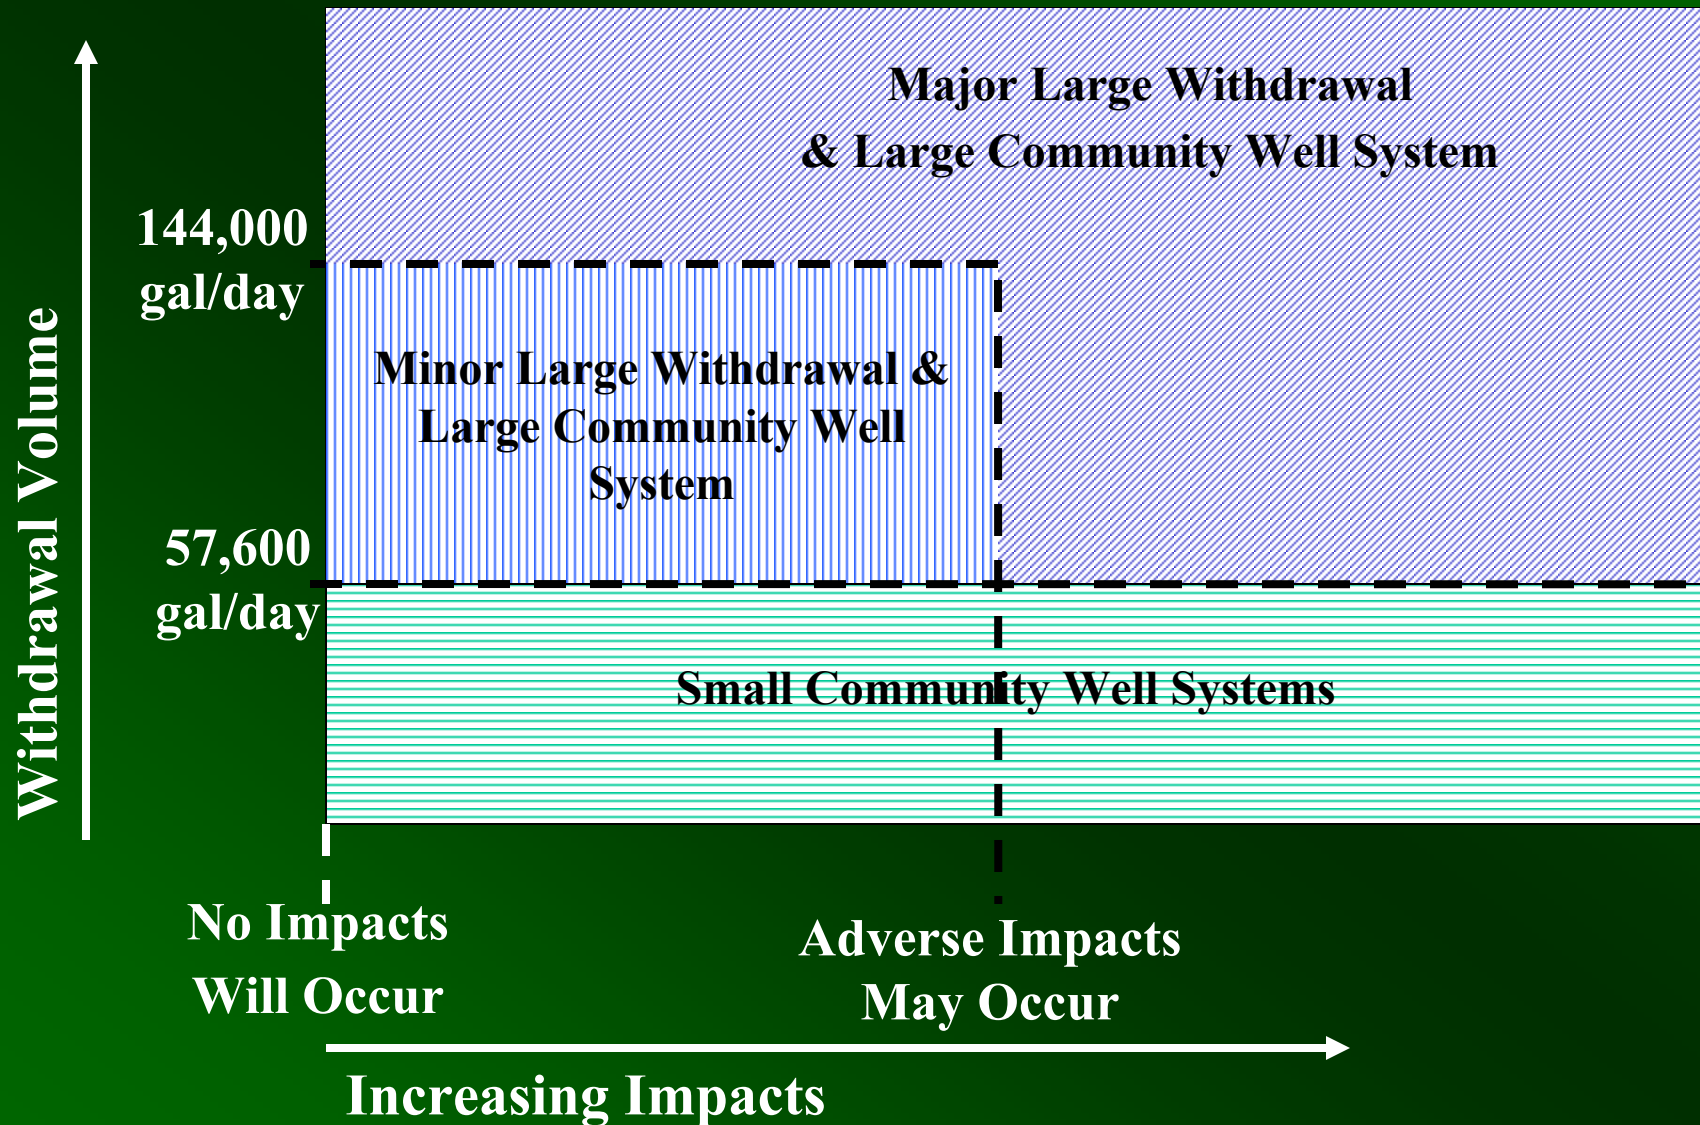 Major Large Withdrawal
& Large Community Well System
144,000
gal/day
Minor Large Withdrawal &
Large Community Well
System
Withdrawal Volume
57,600
gal/day
Small Community Well Systems
No Impacts
Will Occur
Adverse Impacts
May Occur
Increasing Impacts